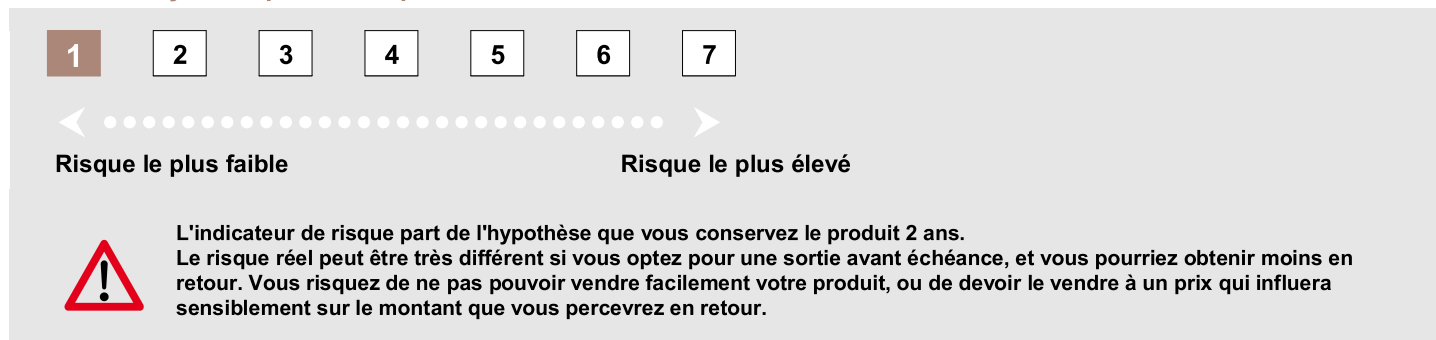 1 2 3 4 5 6 7
Risque le plus faible Risque le plus élevé
L'indicateur de risque part de l'hypothèse que vous conservez le produit 2 ans.
Le risque réel peut être très différent si vous optez pour une sortie avant échéance, et vous pourriez obtenir moins en
retour. Vous risquez de ne pas pouvoir vendre facilement votre produit, ou de devoir le vendre à un prix qui influera
sensiblement sur le montant que vous percevrez en retour.